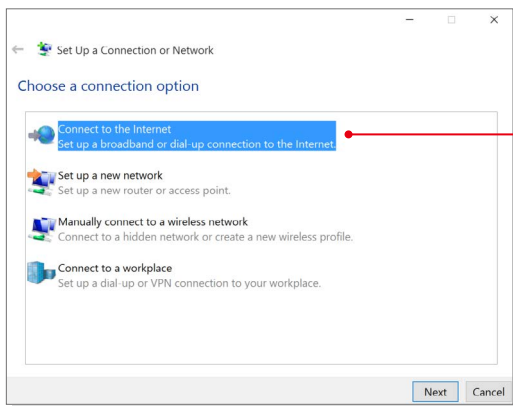 Set Up a Connection or Network
Choose a connection option
Connect to the Internet
Set up a broadband or dial-up connection to the Internet.
Set up a new network
Set up a new router or access point.
Manually connect to a wireless network
Connect to a hidden network or create a new wireless profile.
Connect to a workplace
Set up a dial-up or VPN connection to your workplace.
Next Cancel